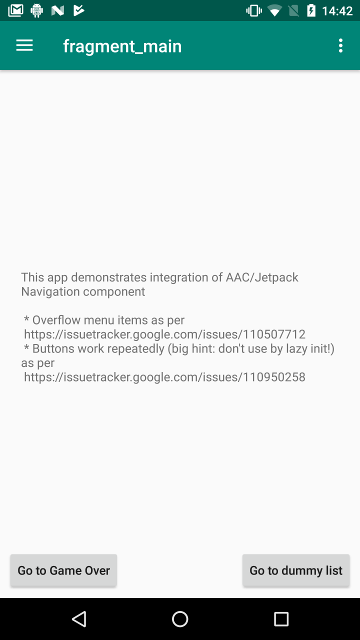 14:42
fragment_main
This app demonstrates integration of AAC/Jetpack
Navigation component
* Overflow menu items as per
https://issuetracker.google.com/issues/110507712
* Buttons work repeatedly (big hint: don't use by lazy init!)
as per
https://issuetracker.google.com/issues/110950258
Go to Game Over
Go to dummy list